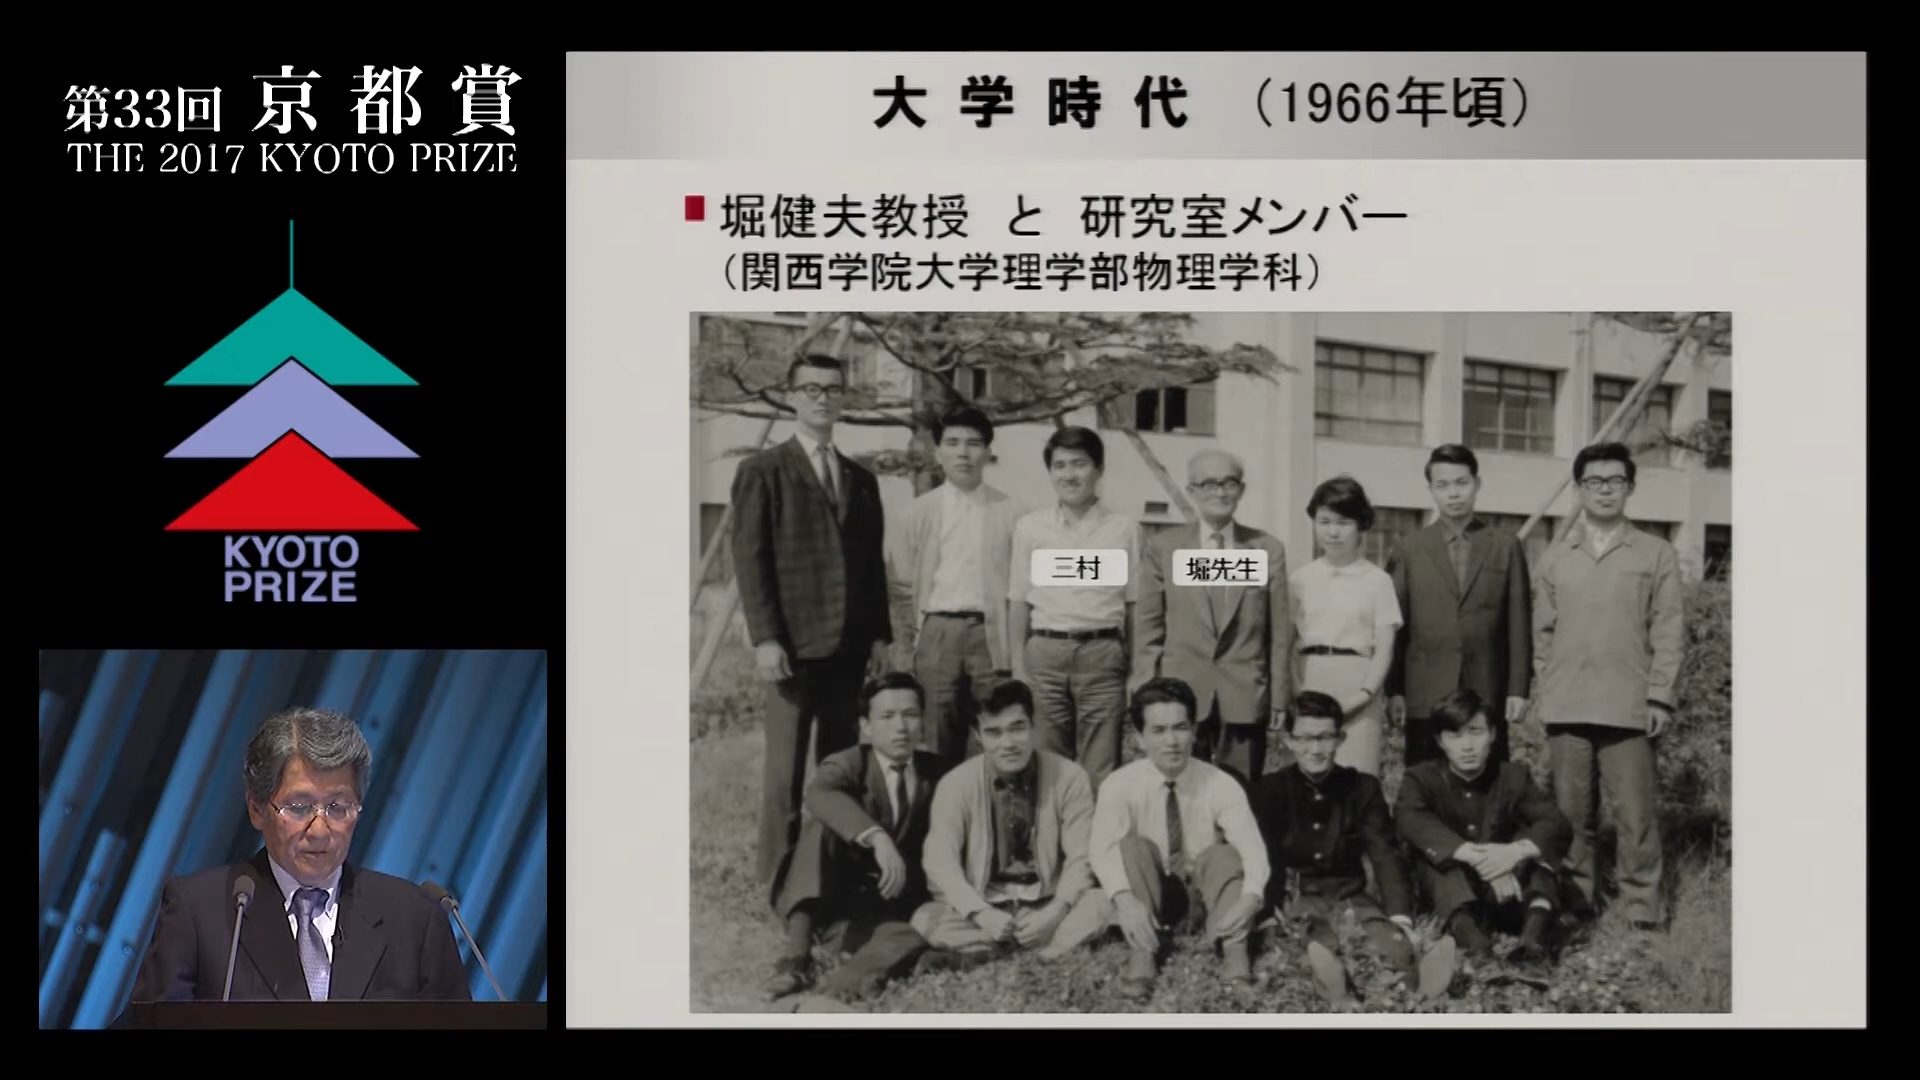 第33回 京都賞
THE 2017 KYOTO PRIZE
KYOTO
PRIZE
大学時代 （1966年頃）
堀健夫教授 と 研究室メンバー
（関西学院大学理学部物理学科）
三村
堀先生